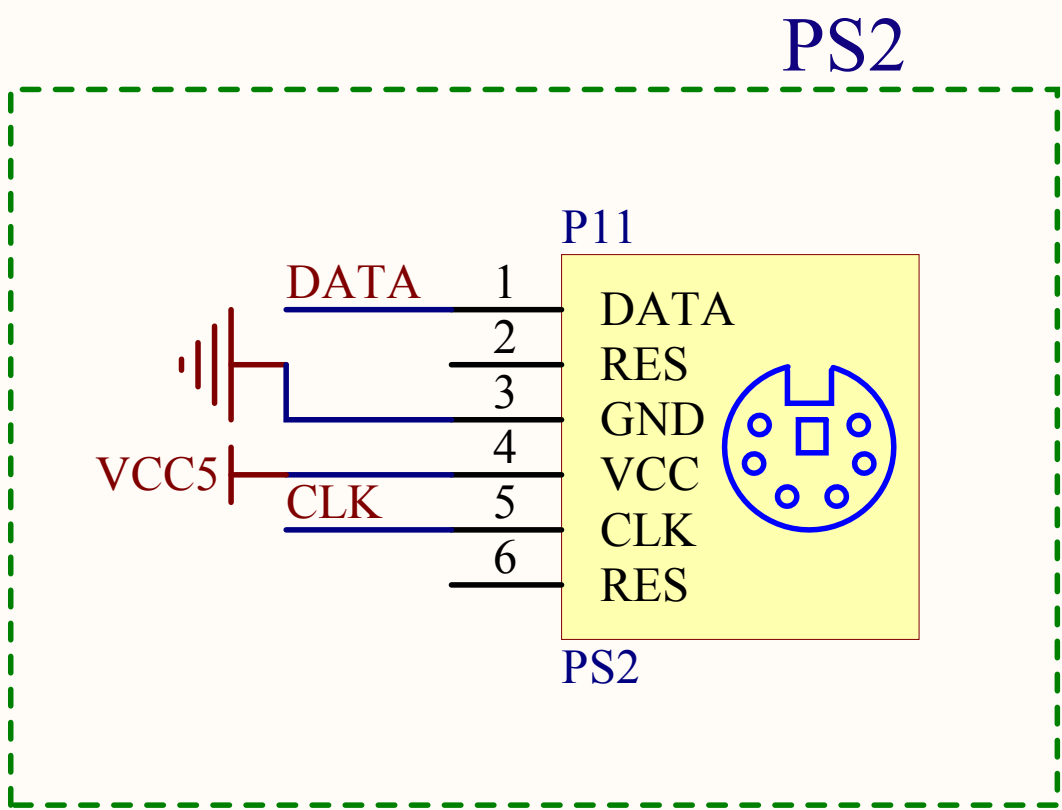 PS2
P11
DATA 1 DATA
2 RES
3 GND
VCC5 4 VCC
CLK 5 CLK
6 RES
PS2